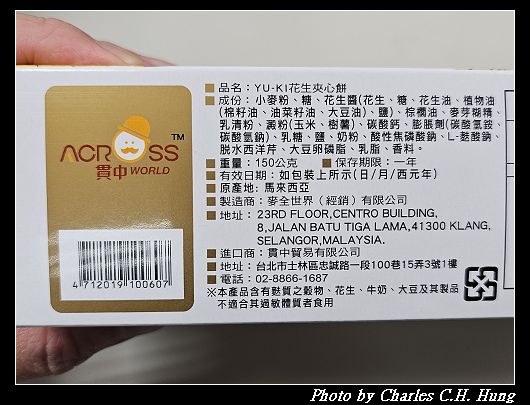 ACROSS™
貫中WORLD
4 712019 100607
品名：YU-KI花生夾心餅
成份：小麥粉、糖、花生醬(花生、糖、花生油、植物油
(棉籽油、油菜籽油、大豆油)、鹽)、棕櫚油、麥芽糊精、
乳清粉、澱粉(玉米、樹薯)、碳酸鈣、膨脹劑(碳酸氫銨、
碳酸氫鈉)、乳糖、鹽、奶粉、酸性焦磷酸鈉、L-麩酸鈉、
脫水西洋芹、大豆卵磷脂、乳脂、香料。
重量：150公克 保存期限：一年
有效日期：如包裝上所示(日/月/西元年)
原產地: 馬來西亞
製造商：麥全世界（經銷）有限公司
地址：23RD FLOOR,CENTRO BUILDING,
8,JALAN BATU TIGA LAMA,41300 KLANG,
SELANGOR,MALAYSIA.
進口商：貫中貿易有限公司
地址：台北市士林區忠誠路一段100巷15弄3號1樓
電話：02-8866-1687
※本產品含有麩質之穀物、花生、牛奶、大豆及其製品
不適合其過敏體質者食用
Photo by Charles C.H. Hung